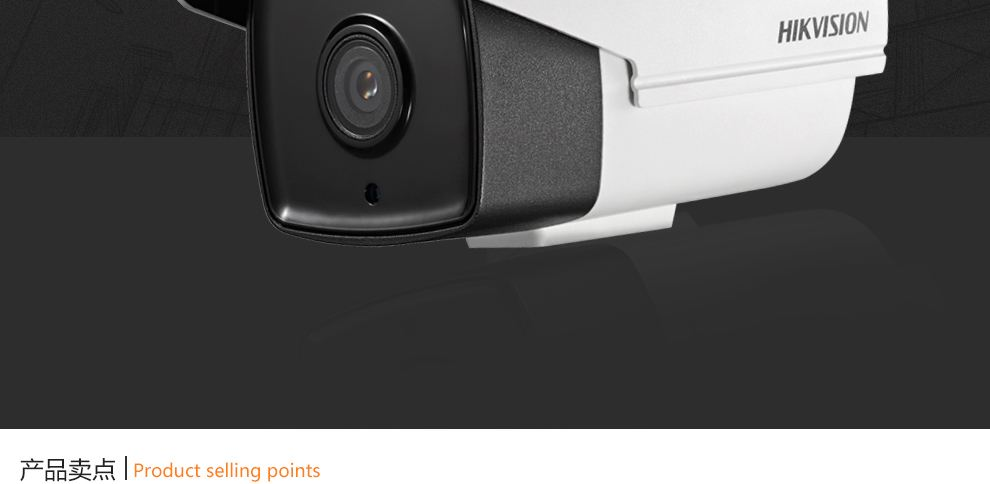 HIKVISION
产品卖点 | Product selling points